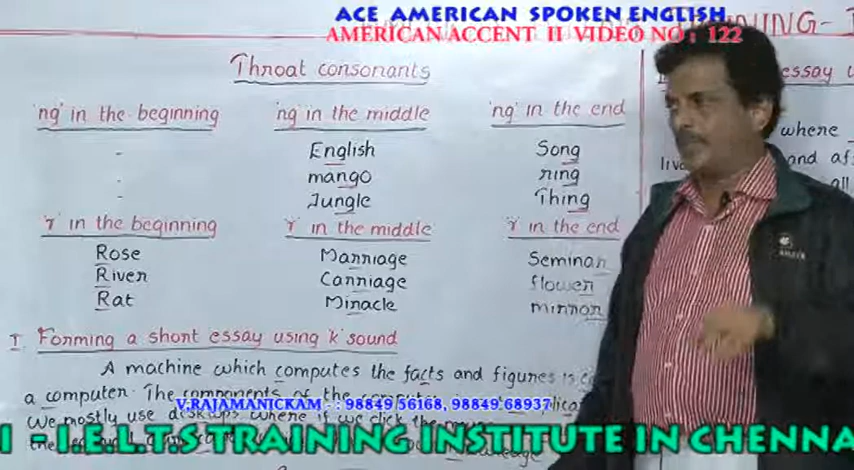 ACE AMERICAN SPOKEN ENGLISH
AMERICAN ACCENT II VIDEO NO : 122
NING-
Throat consonants
'ng' in the beginning 'ng' in the middle 'ng' in the end
- English Song
- mango ring
- Jungle Thing
'r' in the beginning 'r' in the middle 'r' in the end
Rose Marriage Seminar
River Carriage flower
Rat Miracle mirror
essay
where
and
all
I Forming a short essay using 'k' sound
A machine which computes the facts and figures is
a computer. The components of the
V.RAJAMANICKAM - : 98849 56168, 98849 68937
We mostly use desktops where if we click the
I - I.E.L.T.S TRAINING INSTITUTE in CHENNA